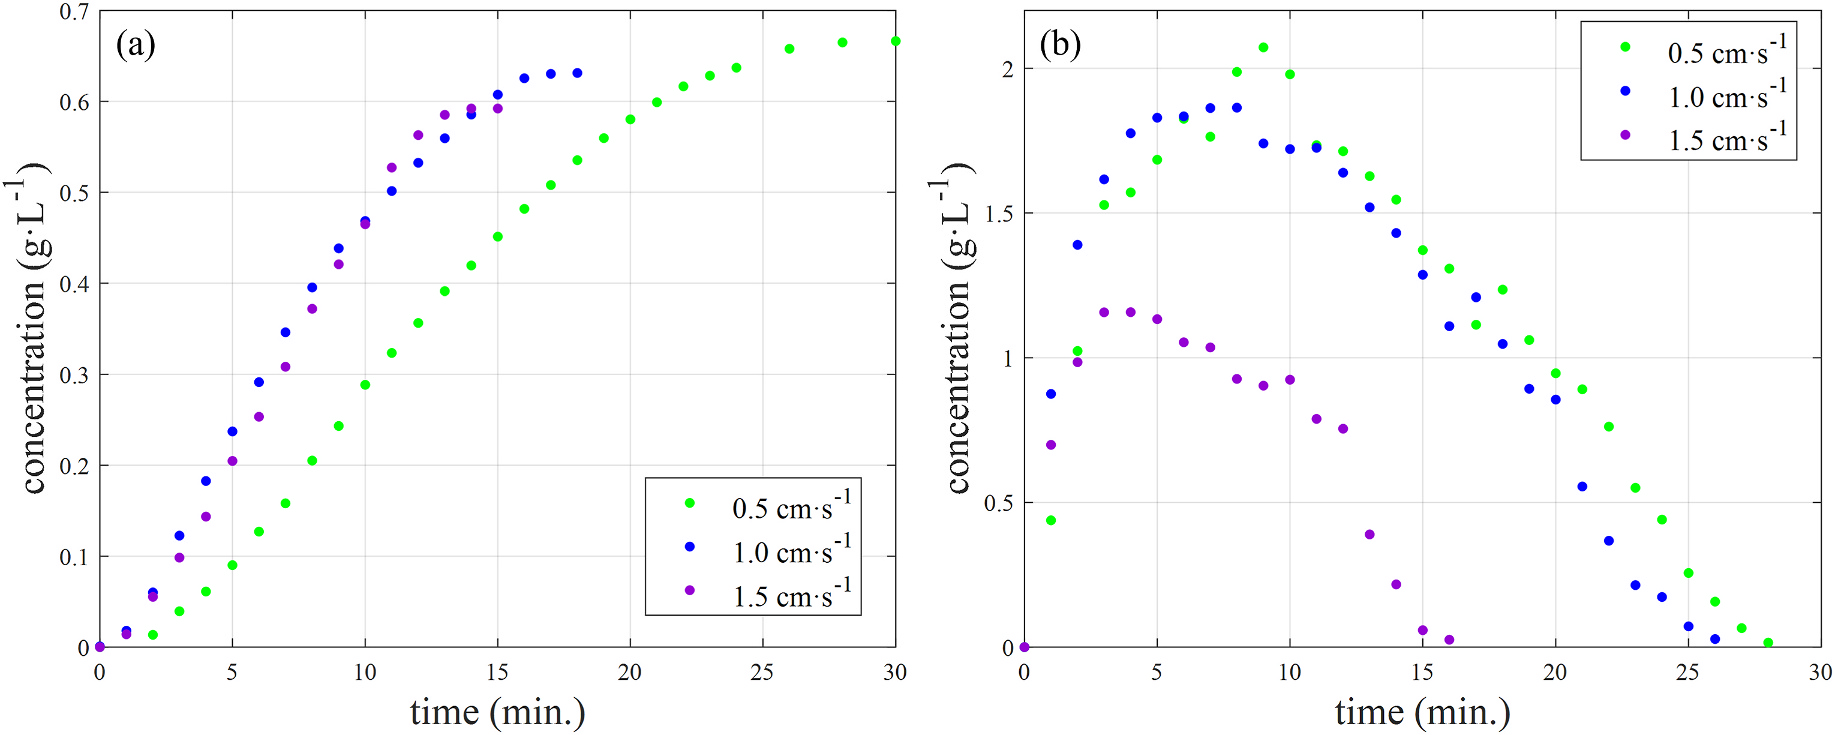 (a)
concentration (g·L⁻¹)
0.7
0.6
0.5
0.4
0.3
0.2
0.1
0
0 5 10 15 20 25 30
time (min.)
0.5 cm·s⁻¹
1.0 cm·s⁻¹
1.5 cm·s⁻¹
(b)
concentration (g·L⁻¹)
2
1.5
1
0.5
0
0 5 10 15 20 25 30
time (min.)
0.5 cm·s⁻¹
1.0 cm·s⁻¹
1.5 cm·s⁻¹